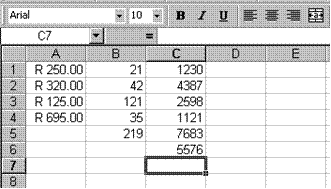 Arial 10 B I U
C7 =
A B C D E
1 R 250.00 21 1230
2 R 320.00 42 4387
3 R 125.00 121 2598
4 R 695.00 35 1121
5 219 7683
6 5576
7
8